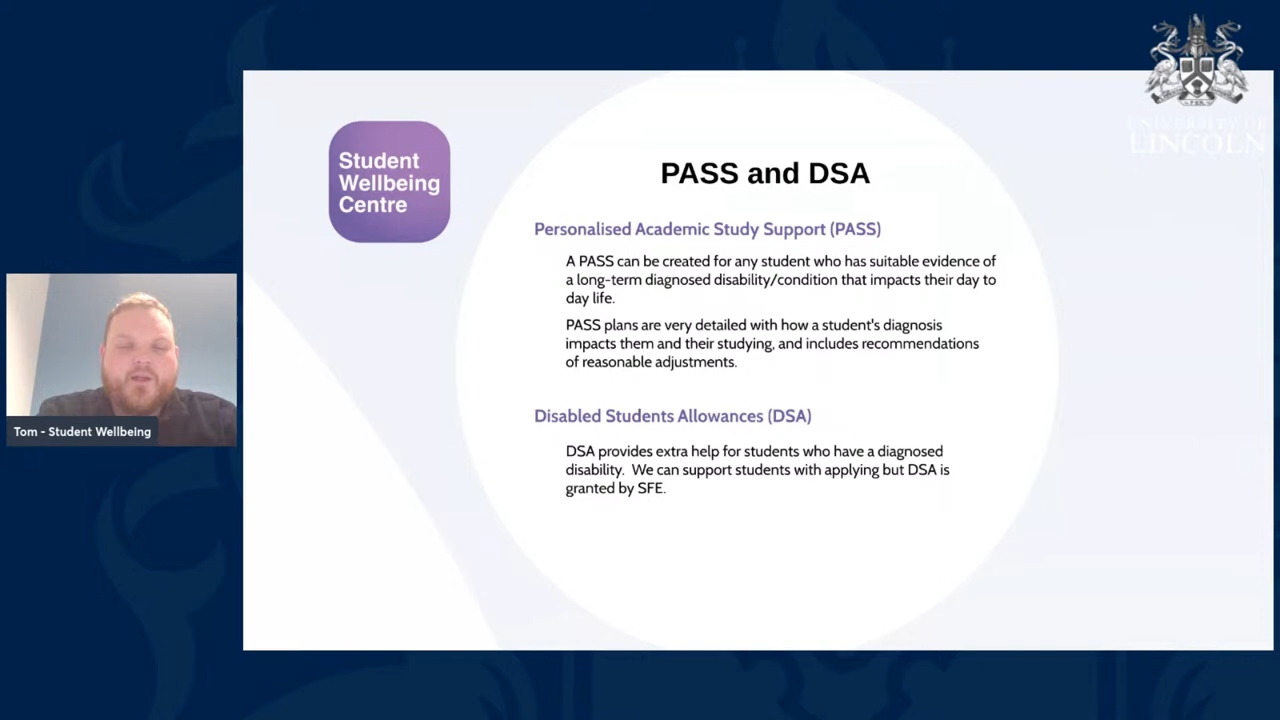 UNIVERSITY OF
LINCOLN
Student
Wellbeing
Centre
PASS and DSA
Personalised Academic Study Support (PASS)
A PASS can be created for any student who has suitable evidence of
a long-term diagnosed disability/condition that impacts their day to
day life.
PASS plans are very detailed with how a student's diagnosis
impacts them and their studying, and includes recommendations
of reasonable adjustments.
Disabled Students Allowances (DSA)
DSA provides extra help for students who have a diagnosed
disability.  We can support students with applying but DSA is
granted by SFE.
Tom - Student Wellbeing